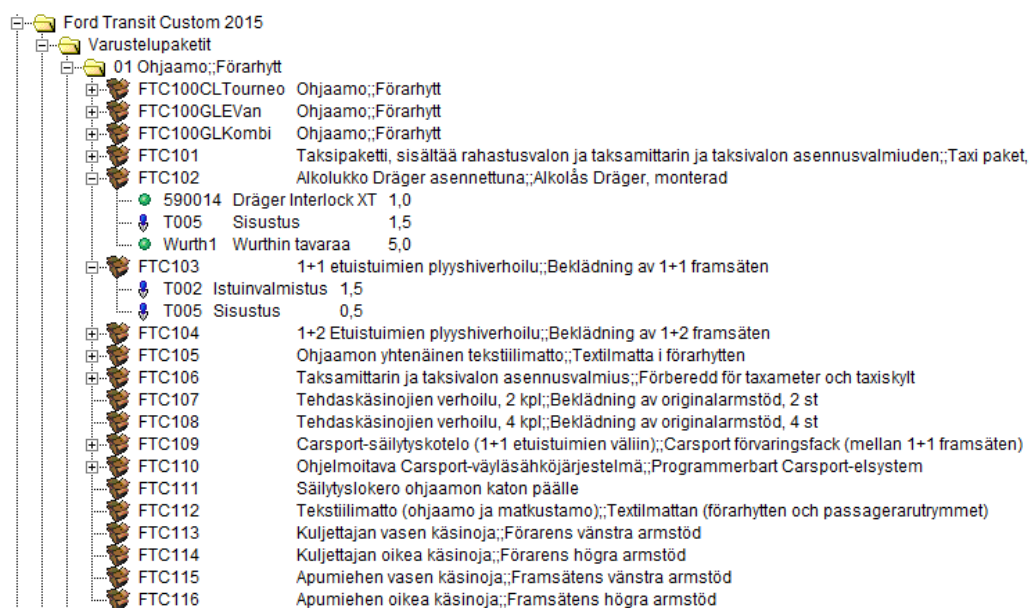 Ford Transit Custom 2015
Varustelupaketit
01 Ohjaamo;;Förarhytt
FTC100CLTourneo Ohjaamo;;Förarhytt
FTC100GLEVan Ohjaamo;;Förarhytt
FTC100GLKombi Ohjaamo;;Förarhytt
FTC101 Taksipaketti, sisältää rahastusvalon ja taksamittarin ja taksivalon asennusvalmiuden;;Taxi paket,
FTC102 Alkolukko Dräger asennettuna;;Alkolås Dräger, monterad
590014 Dräger Interlock XT 1,0
T005 Sisustus 1,5
Wurth1 Wurthin tavaraa 5,0
FTC103 1+1 etuistuimien plyyshiverhoilu;;Beklädning av 1+1 framsäten
T002 Istuinvalmistus 1,5
T005 Sisustus 0,5
FTC104 1+2 Etuistuimien plyyshiverhoilu;;Beklädning av 1+2 framsäten
FTC105 Ohjaamon yhtenäinen tekstiilimatto;;Textilmatta i förarhytten
FTC106 Taksamittarin ja taksivalon asennusvalmius;;Förberedd för taxameter och taxiskylt
FTC107 Tehdaskäsinojien verhoilu, 2 kpl;;Beklädning av originalarmstöd, 2 st
FTC108 Tehdaskäsinojien verhoilu, 4 kpl;;Beklädning av originalarmstöd, 4 st
FTC109 Carsport-säilytyskotelo (1+1 etuistuimien väliin);;Carsport förvaringsfack (mellan 1+1 framsäten)
FTC110 Ohjelmoitava Carsport-väyläsähköjärjestelmä;;Programmerbart Carsport-elsystem
FTC111 Säilytyslokero ohjaamon katon päälle
FTC112 Tekstiilimatto (ohjaamo ja matkustamo);;Textilmattan (förarhytten och passagerarutrymmet)
FTC113 Kuljettajan vasen käsinoja;;Förarens vänstra armstöd
FTC114 Kuljettajan oikea käsinoja;;Förarens högra armstöd
FTC115 Apumiehen vasen käsinoja;;Framsätens vänstra armstöd
FTC116 Apumiehen oikea käsinoja;;Framsätens högra armstöd